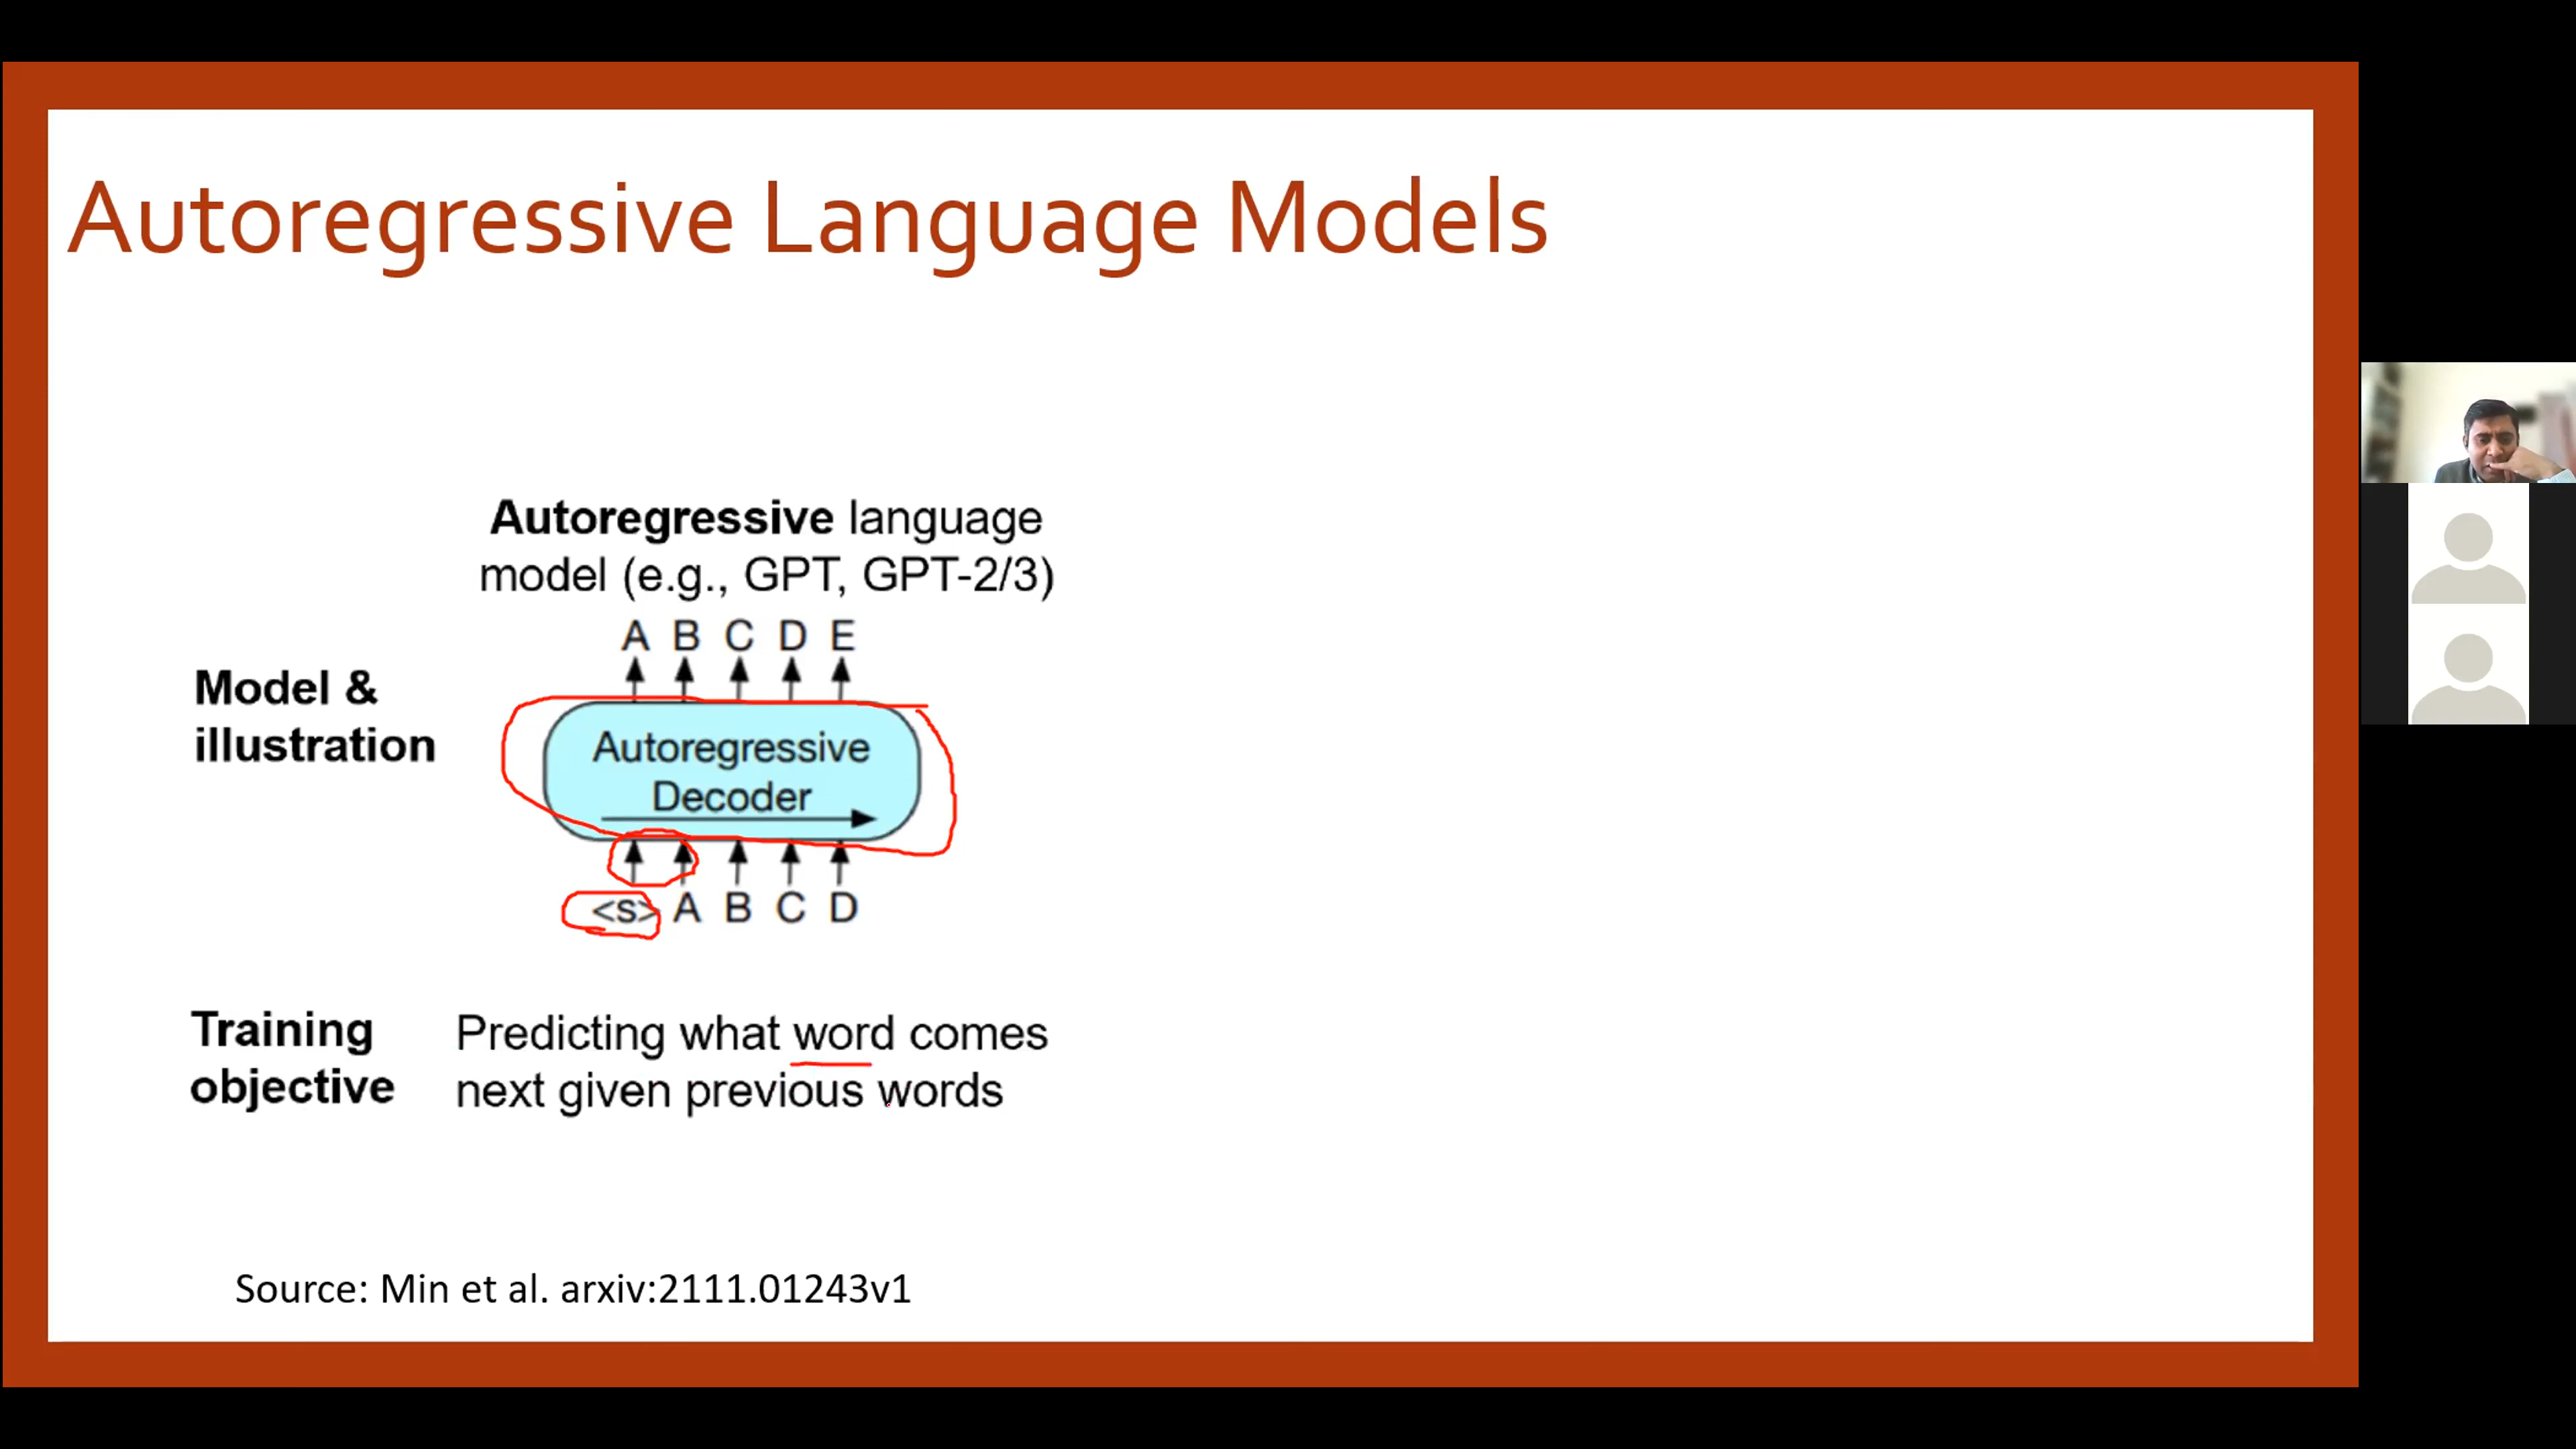 Autoregressive Language Models
Autoregressive language
model (e.g., GPT, GPT-2/3)
A B C D E
Model &
illustration
Autoregressive
Decoder
<s> A B C D
Training
objective
Predicting what word comes
next given previous words
Source: Min et al. arxiv:2111.01243v1